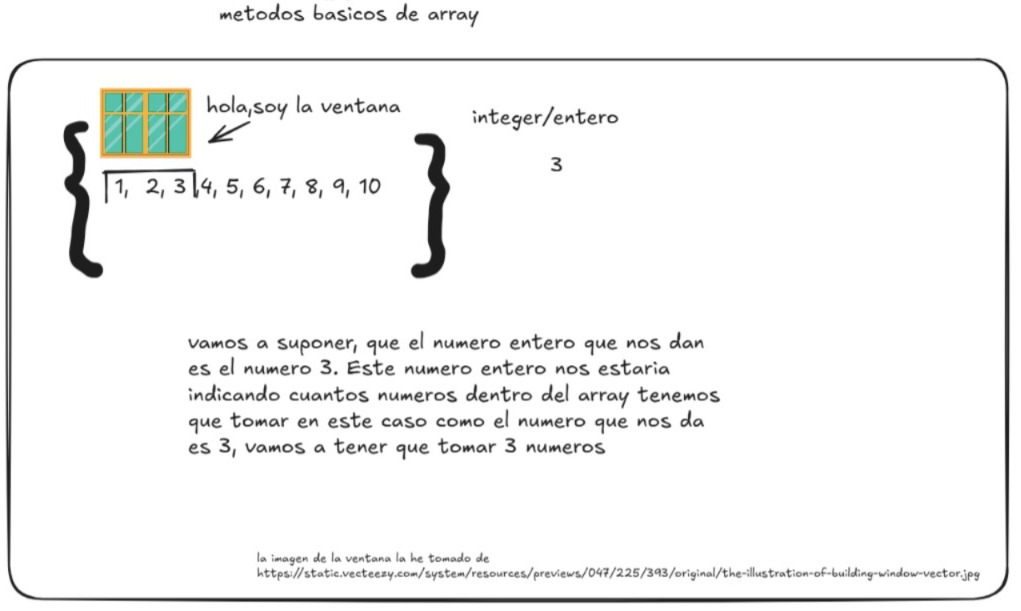 metodos basicos de array
hola,soy la ventana
integer/entero
3
{ 1, 2, 3 ,4, 5, 6, 7, 8, 9, 10 }
vamos a suponer, que el numero entero que nos dan
es el numero 3. Este numero entero nos estaria
indicando cuantos numeros dentro del array tenemos
que tomar en este caso como el numero que nos da
es 3, vamos a tener que tomar 3 numeros
la imagen de la ventana la he tomado de
https://static.vecteezy.com/system/resources/previews/047/225/393/original/the-illustration-of-building-window-vector.jpg